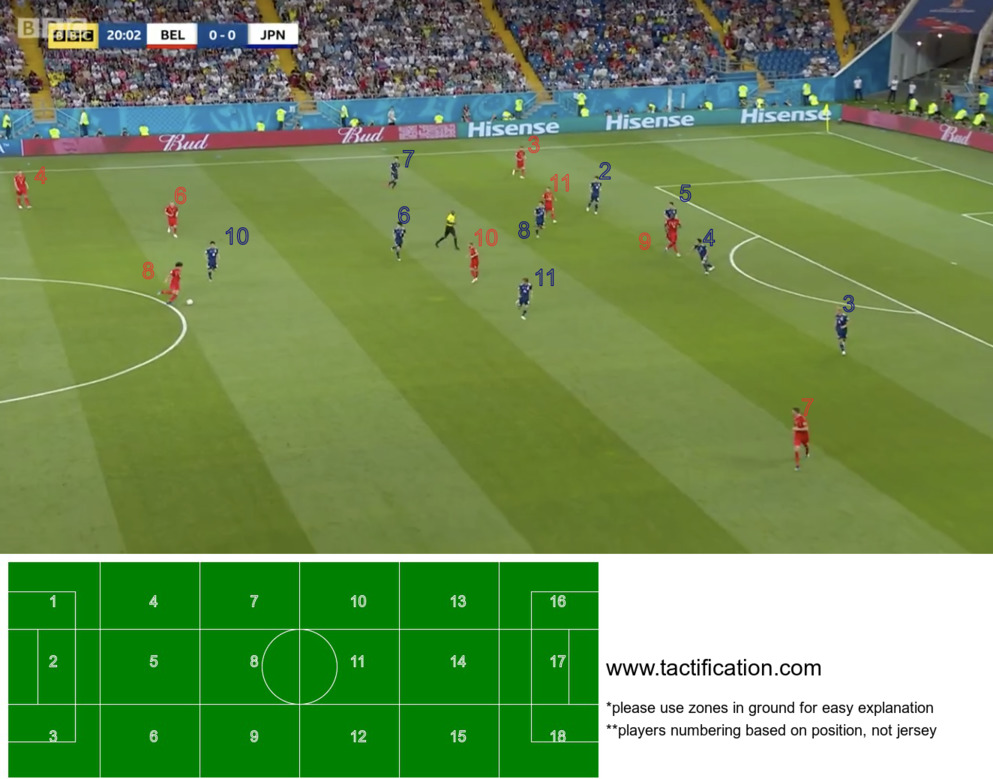 BBC
BBC 20:02 BEL 0-0 JPN
Bud Bud Hisense Hisense Hisense Bud
7 3 2 11 5
4 6 6 8 10 9 4
10 8 11 3
7
1 4 7 10 13 16
2 5 8 11 14 17
3 6 9 12 15 18
www.tactification.com
*please use zones in ground for easy explanation
**players numbering based on position, not jersey